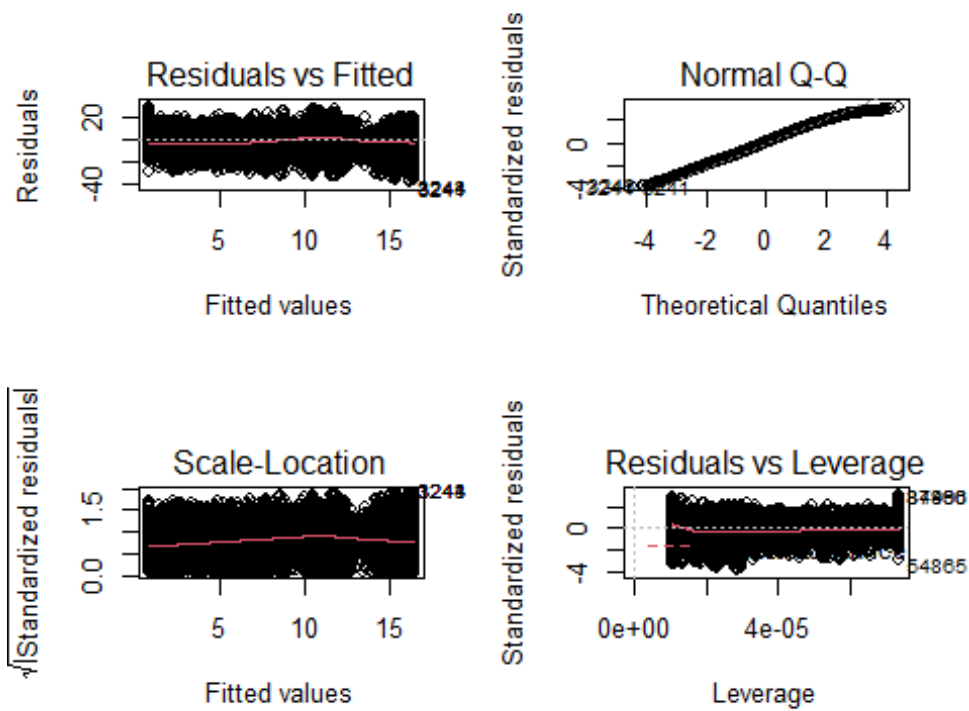 Residuals vs Fitted
Residuals
20
-40
5
10
15
Fitted values
Normal Q-Q
Standardized residuals
0
-4
3241
-4
-2
0
2
4
Theoretical Quantiles
Scale-Location
√|Standardized residuals|
1.5
0.0
5
10
15
Fitted values
Residuals vs Leverage
Standardized residuals
0
-4
54865
0e+00
4e-05
Leverage